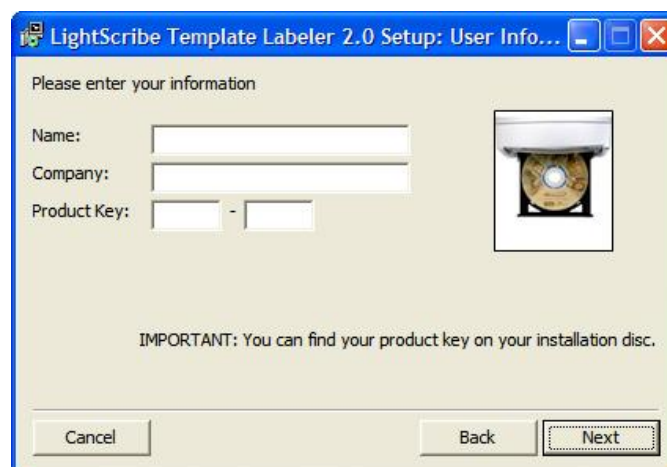 LightScribe Template Labeler 2.0 Setup: User Info...
Please enter your information
Name:
Company:
Product Key: -
IMPORTANT: You can find your product key on your installation disc.
Cancel Back Next